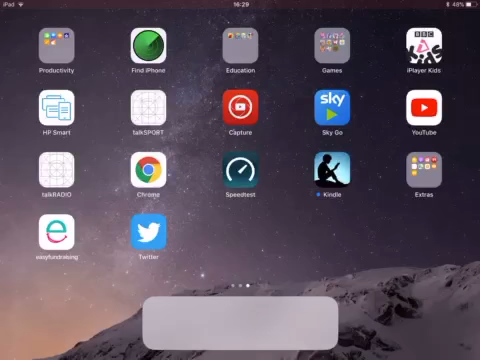 iPad 16:29 48%
Productivity Find iPhone Education Games iPlayer Kids
BBC
KIDS
HP Smart talkSPORT Capture Sky Go YouTube
sky
talkRADIO Chrome Speedtest Kindle Extras
easyfundraising Twitter